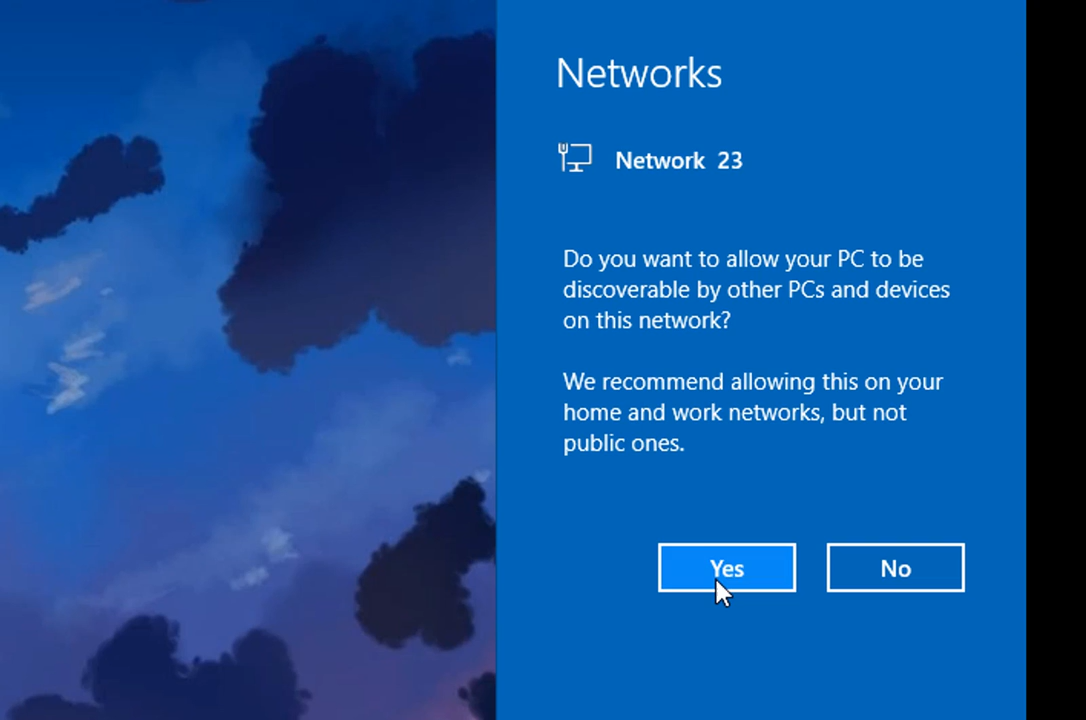 Networks
Network 23
Do you want to allow your PC to be
discoverable by other PCs and devices
on this network?
We recommend allowing this on your
home and work networks, but not
public ones.
Yes
No